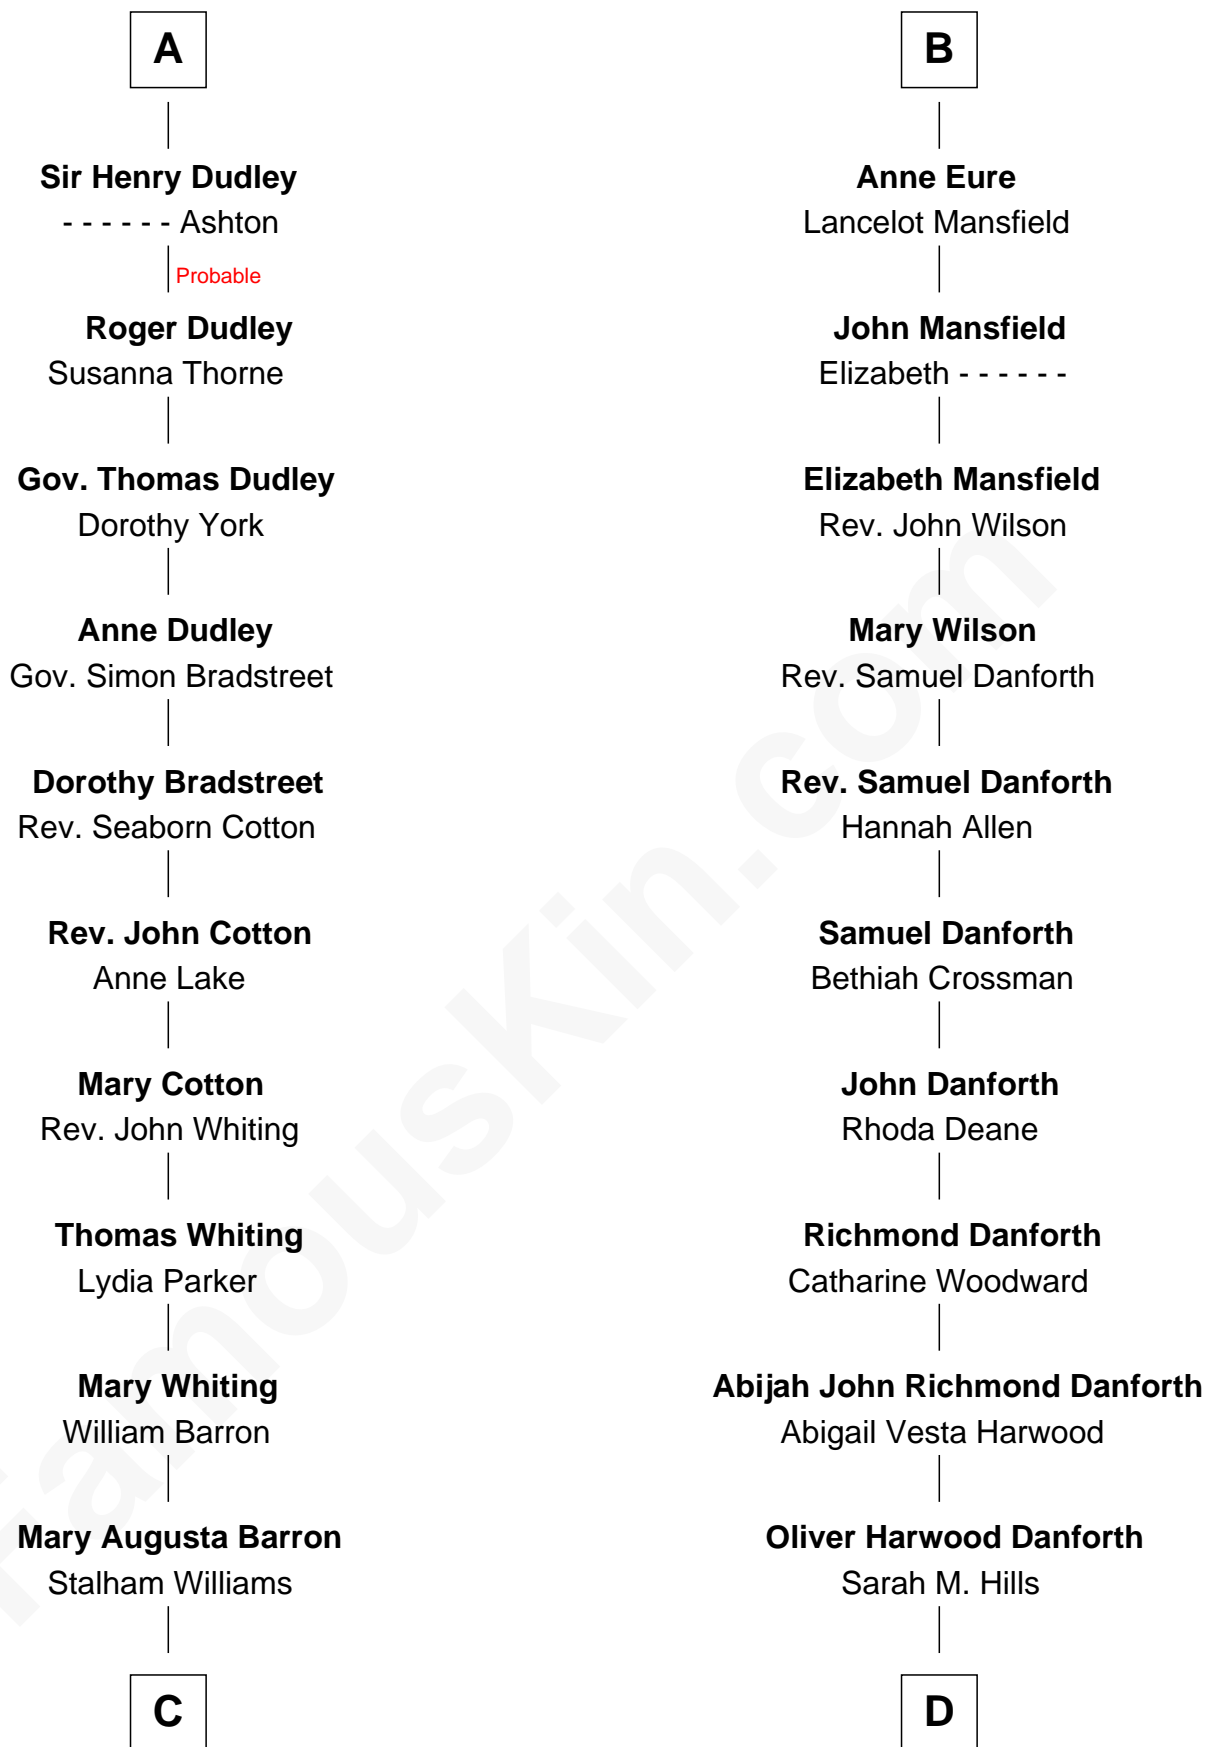 A
Sir Henry Dudley
- - - - - - Ashton
Probable
Roger Dudley
Susanna Thorne
Gov. Thomas Dudley
Dorothy York
Anne Dudley
Gov. Simon Bradstreet
Dorothy Bradstreet
Rev. Seaborn Cotton
Rev. John Cotton
Anne Lake
Mary Cotton
Rev. John Whiting
Thomas Whiting
Lydia Parker
Mary Whiting
William Barron
Mary Augusta Barron
Stalham Williams
C
B
Anne Eure
Lancelot Mansfield
John Mansfield
Elizabeth - - - - - -
Elizabeth Mansfield
Rev. John Wilson
Mary Wilson
Rev. Samuel Danforth
Rev. Samuel Danforth
Hannah Allen
Samuel Danforth
Bethiah Crossman
John Danforth
Rhoda Deane
Richmond Danforth
Catharine Woodward
Abijah John Richmond Danforth
Abigail Vesta Harwood
Oliver Harwood Danforth
Sarah M. Hills
D
FamousKin.com